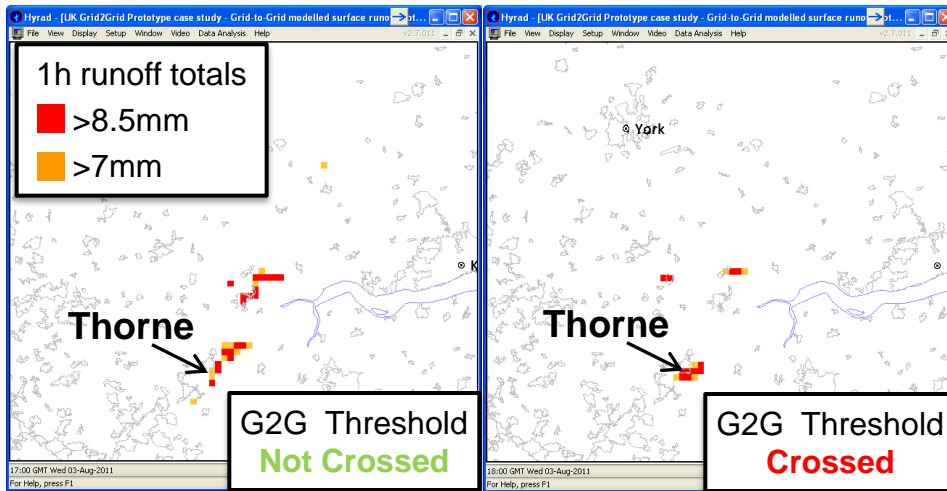 Hyrad - [UK Grid2Grid Prototype case study - Grid-to-Grid modelled surface runo
pt...
File View Display Setup Window Video Data Analysis Help
v2.7.011
1h runoff totals
>8.5mm
>7mm
K
Thorne
G2G Threshold
Not Crossed
17:00 GMT Wed 03-Aug-2011
For Help, press F1
Hyrad - [UK Grid2Grid Prototype case study - Grid-to-Grid modelled surface runo
pt...
File View Display Setup Window Video Data Analysis Help
v2.7.011
York
Thorne
G2G Threshold
Crossed
18:00 GMT Wed 03-Aug-2011
For Help, press F1